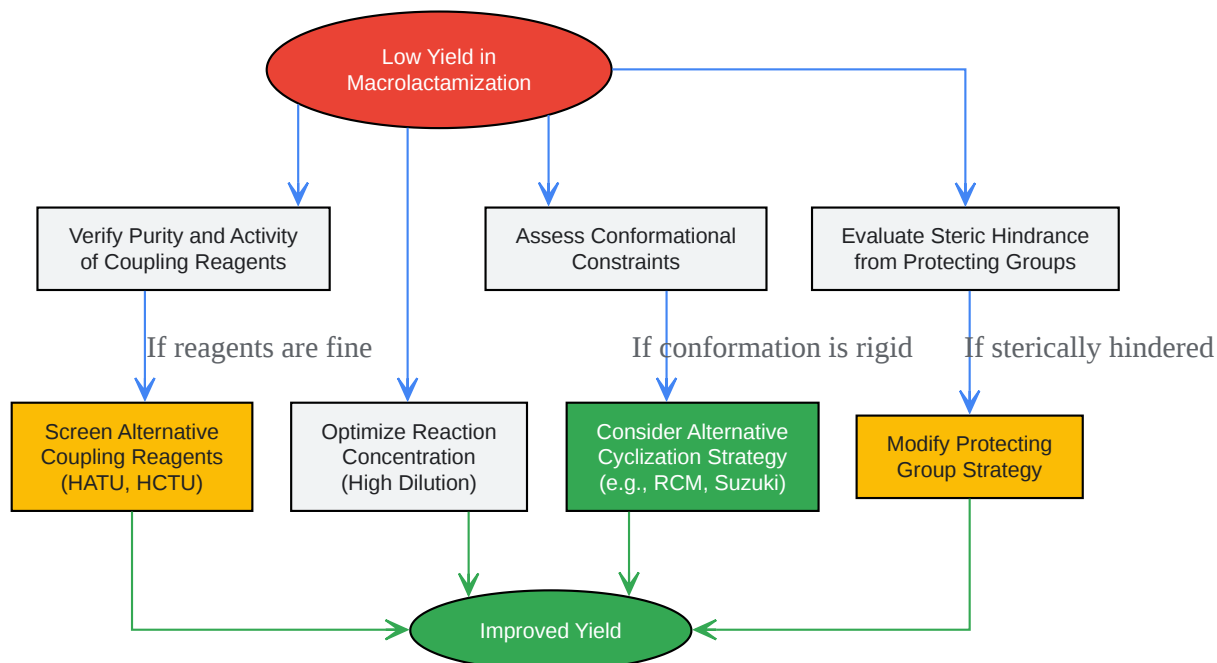 Low Yield in
Macrolactamization
Verify Purity and Activity
of Coupling Reagents
Assess Conformational
Constraints
Evaluate Steric Hindrance
from Protecting Groups
If reagents are fine
If conformation is rigid
If sterically hindered
Screen Alternative
Coupling Reagents
(HATU, HCTU)
Optimize Reaction
Concentration
(High Dilution)
Consider Alternative
Cyclization Strategy
(e.g., RCM, Suzuki)
Modify Protecting
Group Strategy
Improved Yield